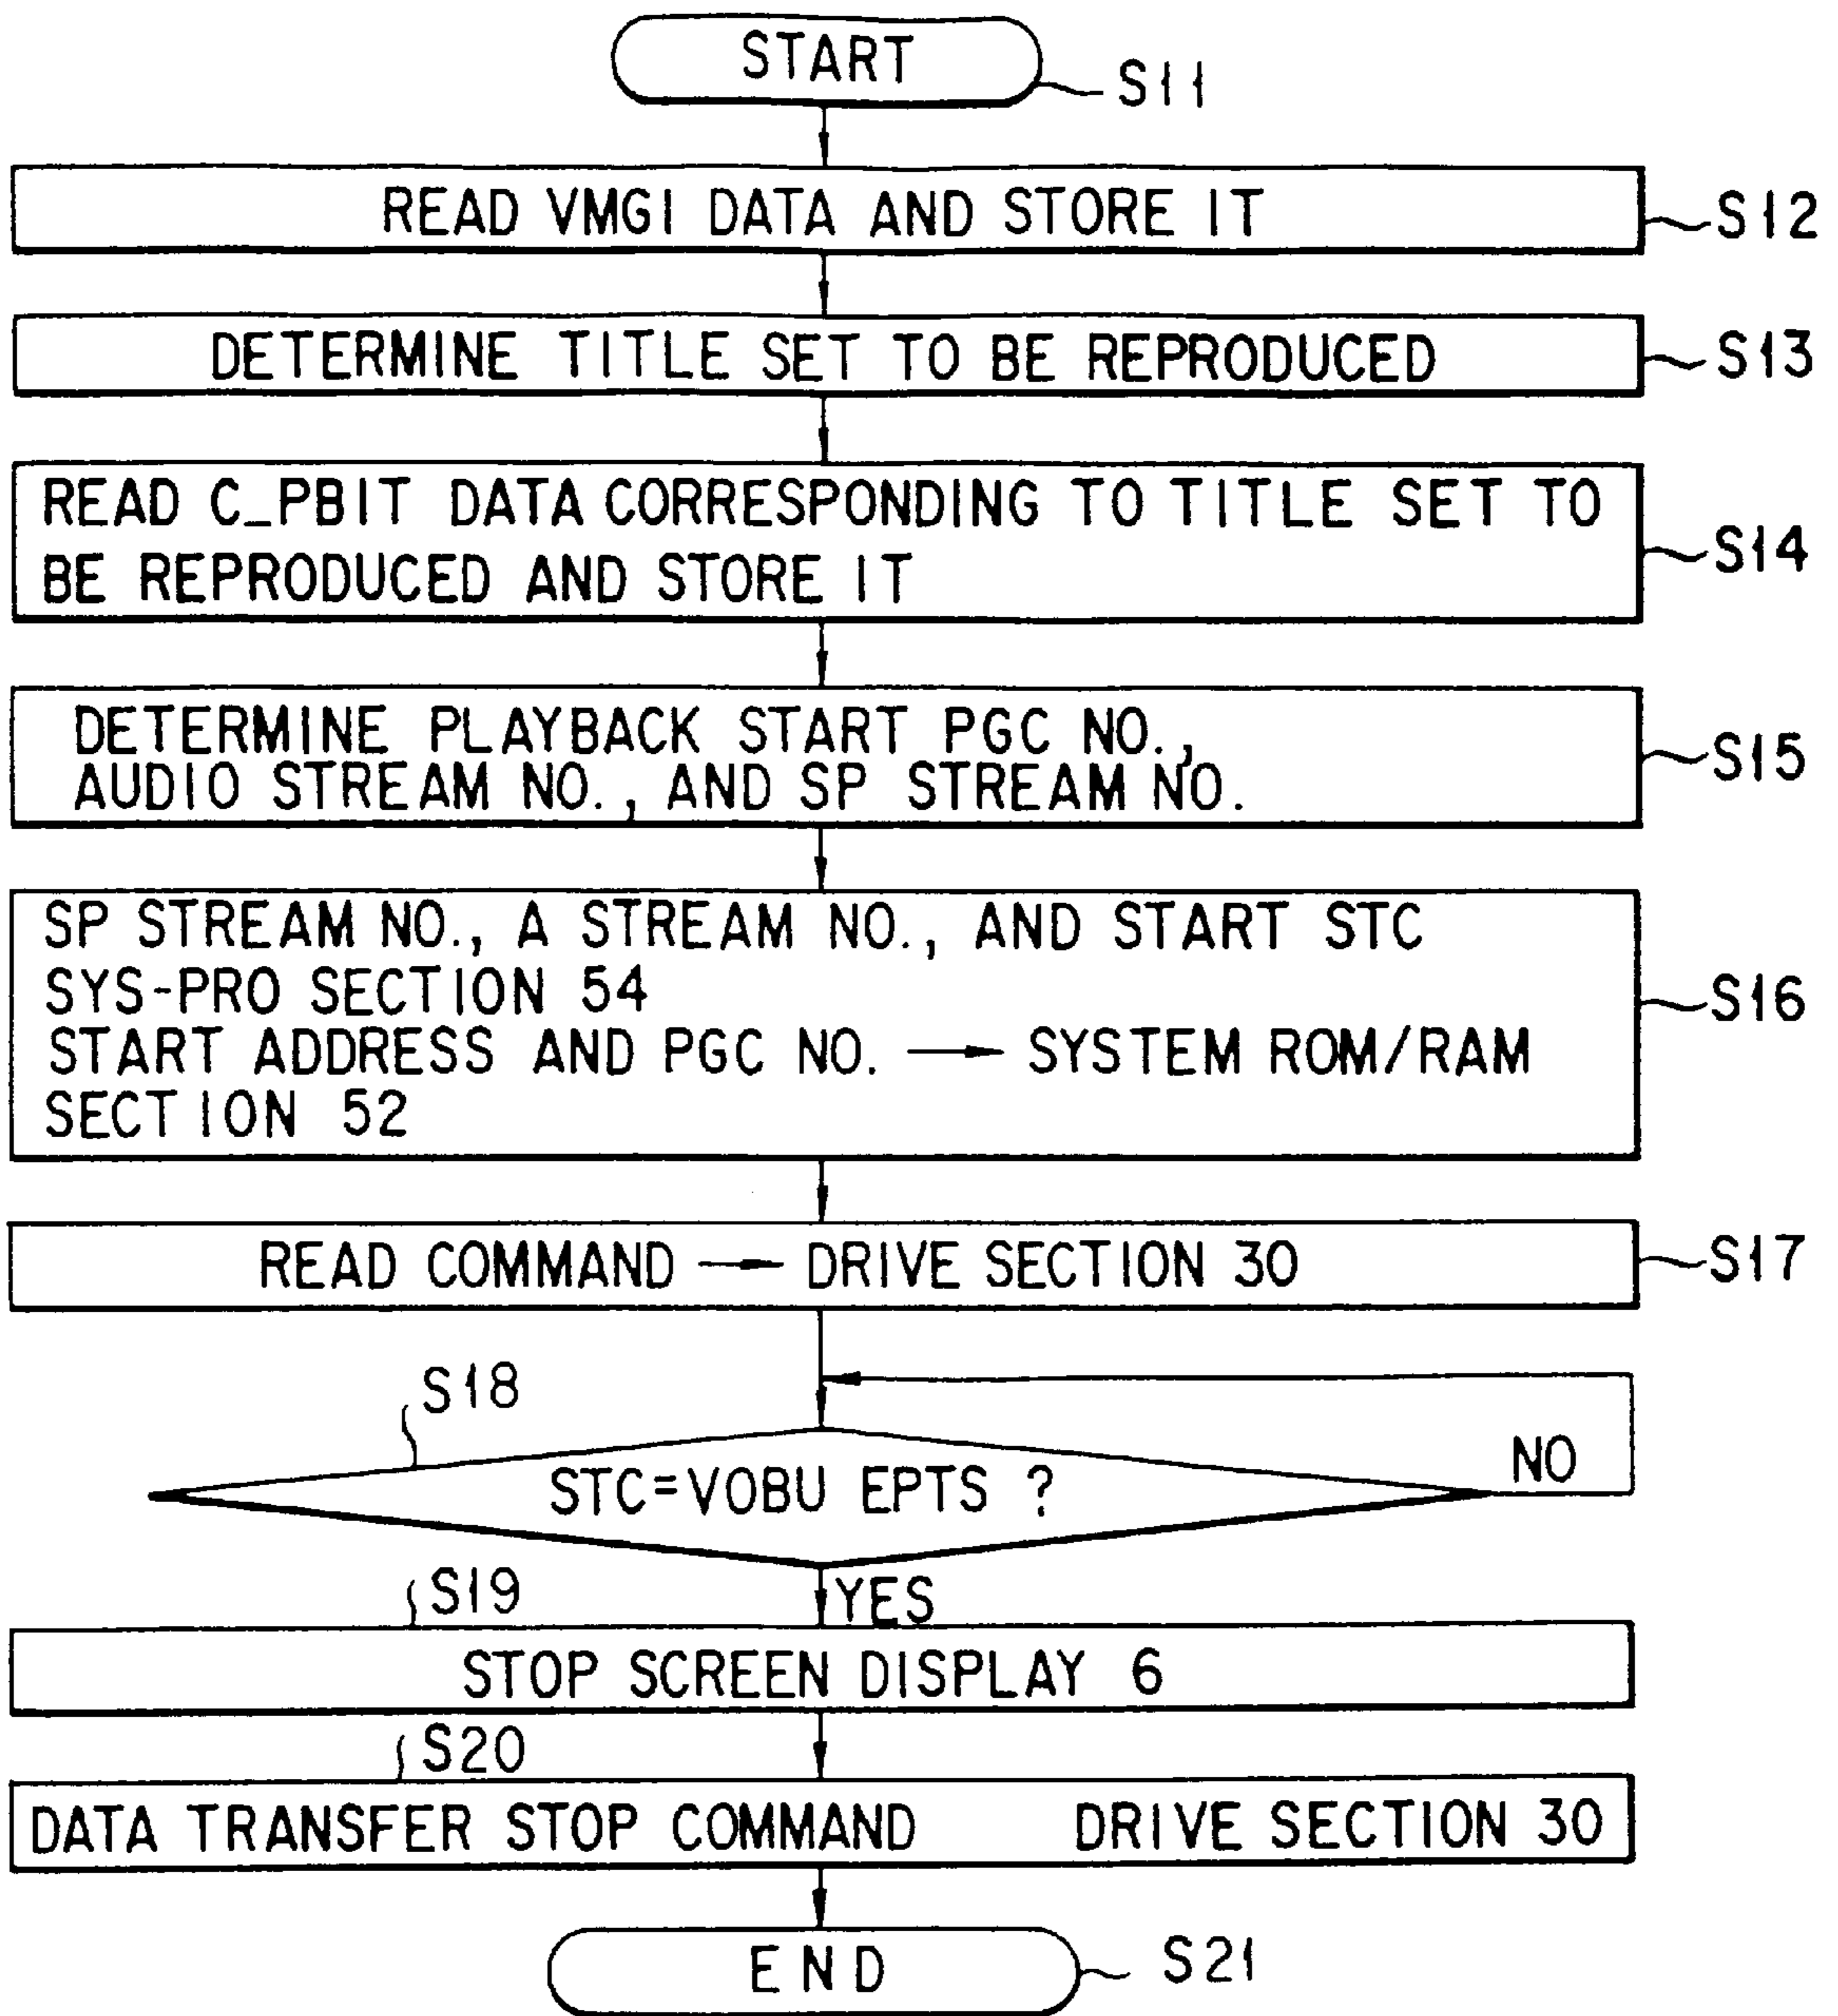 START
S11
READ VMGI DATA AND STORE IT
S12
DETERMINE TITLE SET TO BE REPRODUCED
S13
READ C_PBIT DATA CORRESPONDING TO TITLE SET TO
BE REPRODUCED AND STORE IT
S14
DETERMINE PLAYBACK START PGC NO.,
AUDIO STREAM NO., AND SP STREAM NO.
S15
SP STREAM NO., A STREAM NO., AND START STC
SYS-PRO SECTION 54
START ADDRESS AND PGC NO. → SYSTEM ROM/RAM
SECTION 52
S16
READ COMMAND → DRIVE SECTION 30
S17
S18
STC=VOBU EPTS ?
NO
YES
S19
STOP SCREEN DISPLAY 6
S20
DATA TRANSFER STOP COMMAND DRIVE SECTION 30
END
S21